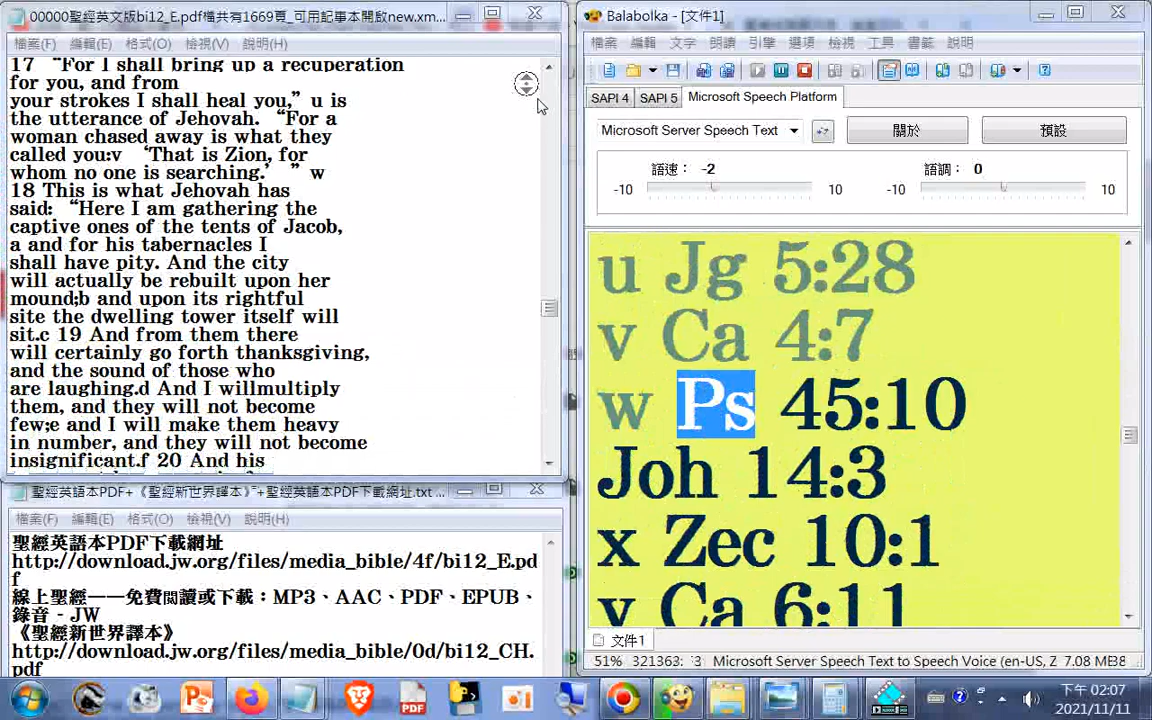 00000聖經英文版bi12_E.pdf檔共有1669頁_可用記事本開啟new.xm...
檔案(F) 編輯(E) 格式(O) 檢視(V) 說明(H)
17 “For I shall bring up a recuperation
for you, and from
your strokes I shall heal you,” u is
the utterance of Jehovah. “For a
woman chased away is what they
called you:v ‘That is Zion, for
whom no one is searching.’ ” w
18 This is what Jehovah has
said: “Here I am gathering the
captive ones of the tents of Jacob,
a and for his tabernacles I
shall have pity. And the city
will actually be rebuilt upon her
mound;b and upon its rightful
site the dwelling tower itself will
sit.c 19 And from them there
will certainly go forth thanksgiving,
and the sound of those who
are laughing.d And I willmultiply
them, and they will not become
few;e and I will make them heavy
in number, and they will not become
insignificant.f 20 And his
聖經英語本PDF+《聖經新世界譯本》+聖經英語本PDF下載網址.txt ...
檔案(F) 編輯(E) 格式(O) 檢視(V) 說明(H)
聖經英語本PDF下載網址
http://download.jw.org/files/media_bible/4f/bi12_E.pd
f
線上聖經——免費閱讀或下載：MP3、AAC、PDF、EPUB、
錄音 - JW
《聖經新世界譯本》
http://download.jw.org/files/media_bible/0d/bi12_CH.
pdf
Balabolka - [文件1]
檔案 編輯 文字 朗讀 引擎 選項 檢視 工具 書籤 說明
SAPI 4 SAPI 5 Microsoft Speech Platform
Microsoft Server Speech Text 關於 預設
語速： -2 語調： 0
-10 10 -10 10
u Jg 5:28
v Ca 4:7
w Ps 45:10
Joh 14:3
x Zec 10:1
y Ca 6:11
文件1
51% 321363: Microsoft Server Speech Text to Speech Voice (en-US, Z 7.08 MB
下午 02:07
2021/11/11